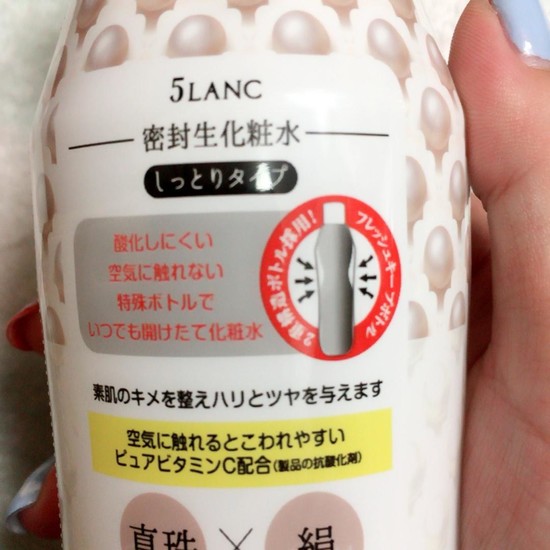 5LANC
密封生化粧水
しっとりタイプ
酸化しにくい
空気に触れない
特殊ボトルで
いつでも開けたて化粧水
2重構造ボトル採用!
フレッシュキープボトル
素肌のキメを整えハリとツヤを与えます
空気に触れるとこわれやすい
ピュアビタミンC配合(製品の抗酸化剤)
真珠×絹